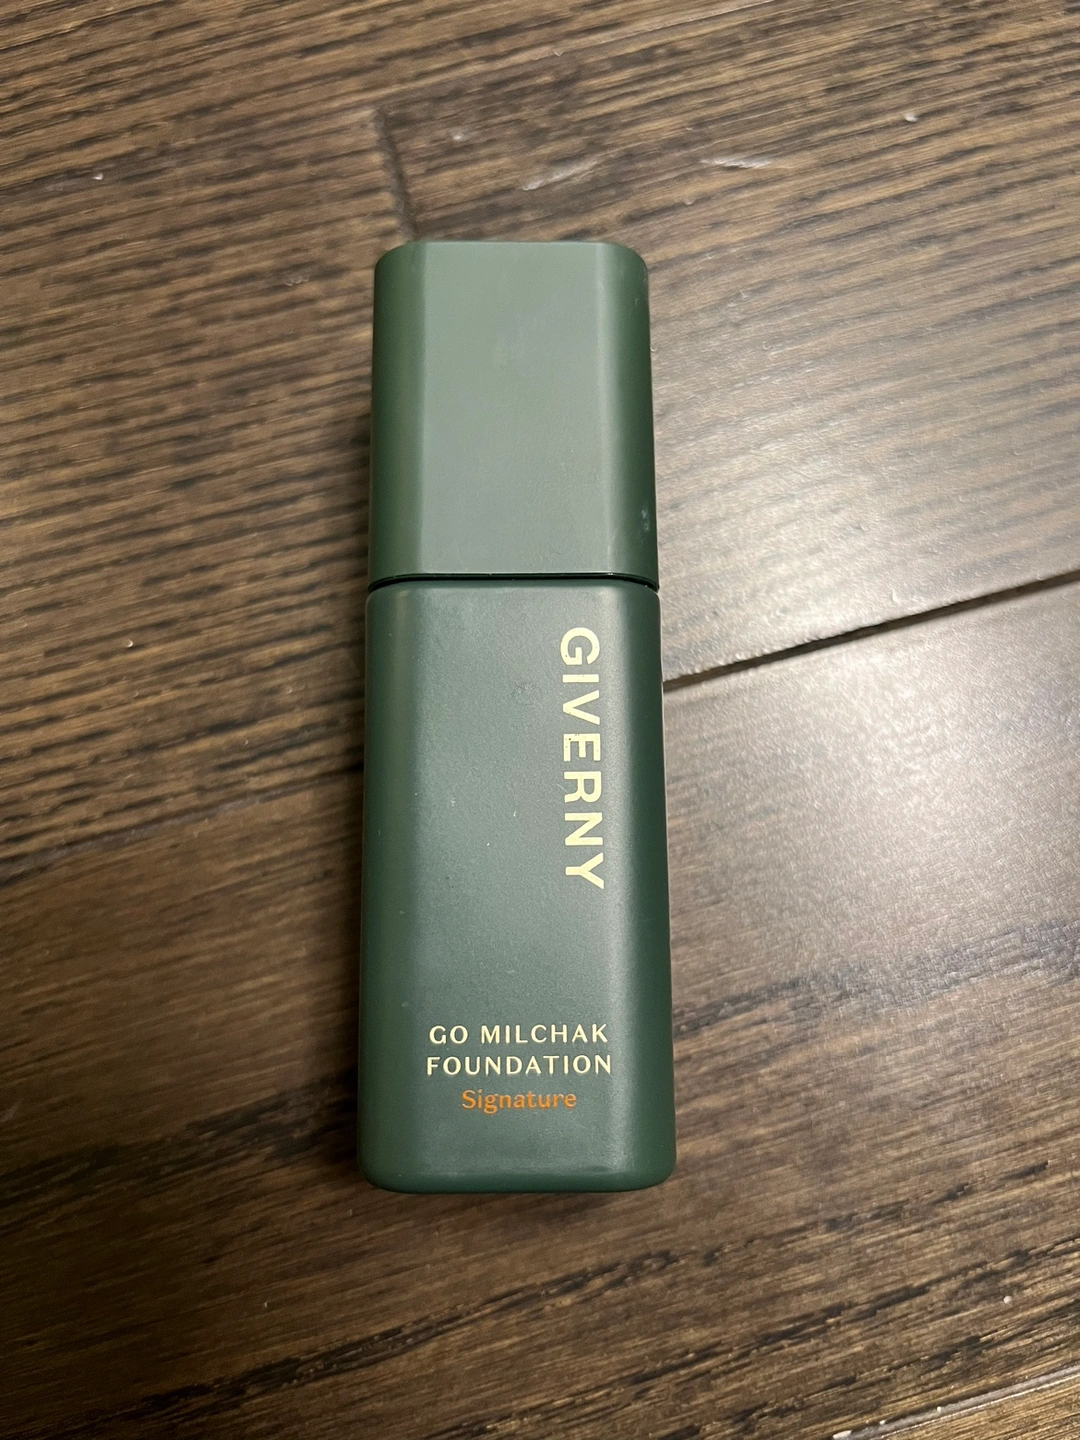 GIVERNY
GO MILCHAK
FOUNDATION
Signature